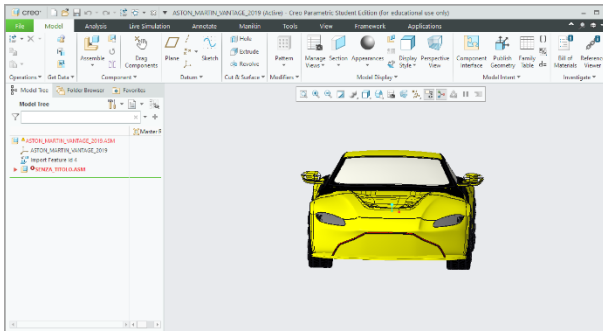 creo
ASTON_MARTIN_VANTAGE_2019 (Active) - Creo Parametric Student Edition (for educational use only)
File Model Analysis Live Simulation Annotate Manikin Tools View Framework Applications
Assemble
Drag Components
Plane
Sketch
Hole
Extrude
Revolve
Pattern
Manage Views
Section
Appearances
Display Style
Perspective View
Component Interface
Publish Geometry
Family Table
Bill of Materials
Reference Viewer
Operations Get Data Component Datum Cut & Surface Modifiers Model Display Model Intent Investigate
Model Tree Folder Browser Favorites
Model Tree
ASTON_MARTIN_VANTAGE_2018.ASM
ASTON_MARTIN_VANTAGE_2019
Import Feature id 4
SENZA_TITOLO.ASM